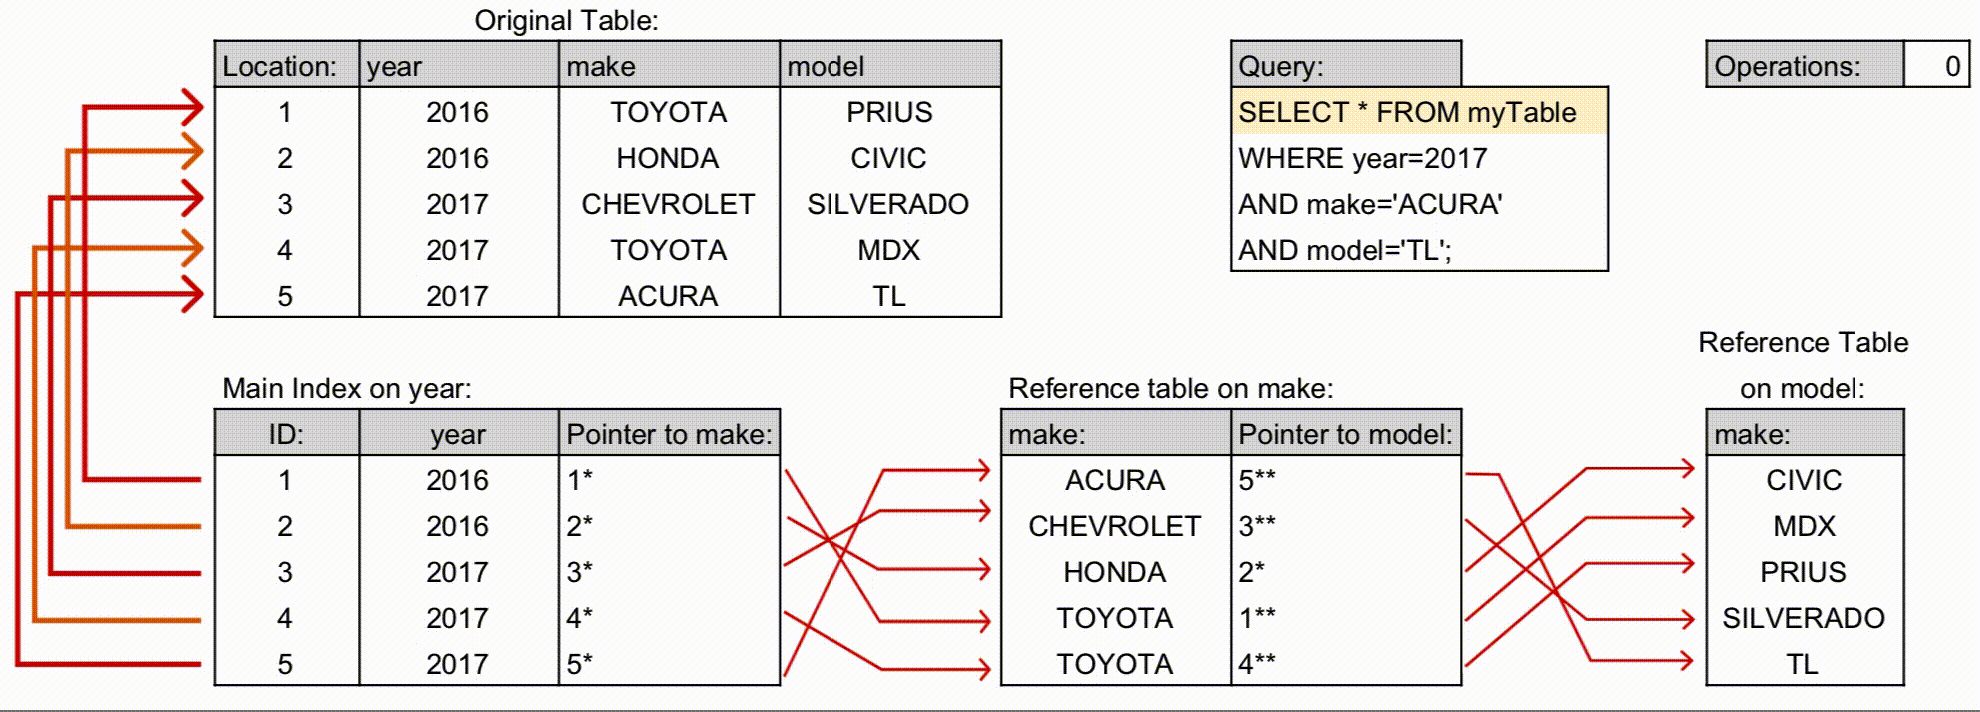 Original Table:
Location: year make model
1 2016 TOYOTA PRIUS
2 2016 HONDA CIVIC
3 2017 CHEVROLET SILVERADO
4 2017 TOYOTA MDX
5 2017 ACURA TL
Query:
SELECT * FROM myTable
WHERE year=2017
AND make='ACURA'
AND model='TL';
Operations: 0
Main Index on year:
ID: year Pointer to make:
1 2016 1*
2 2016 2*
3 2017 3*
4 2017 4*
5 2017 5*
Reference table on make:
make: Pointer to model:
ACURA 5**
CHEVROLET 3**
HONDA 2*
TOYOTA 1**
TOYOTA 4**
Reference Table
on model:
make:
CIVIC
MDX
PRIUS
SILVERADO
TL